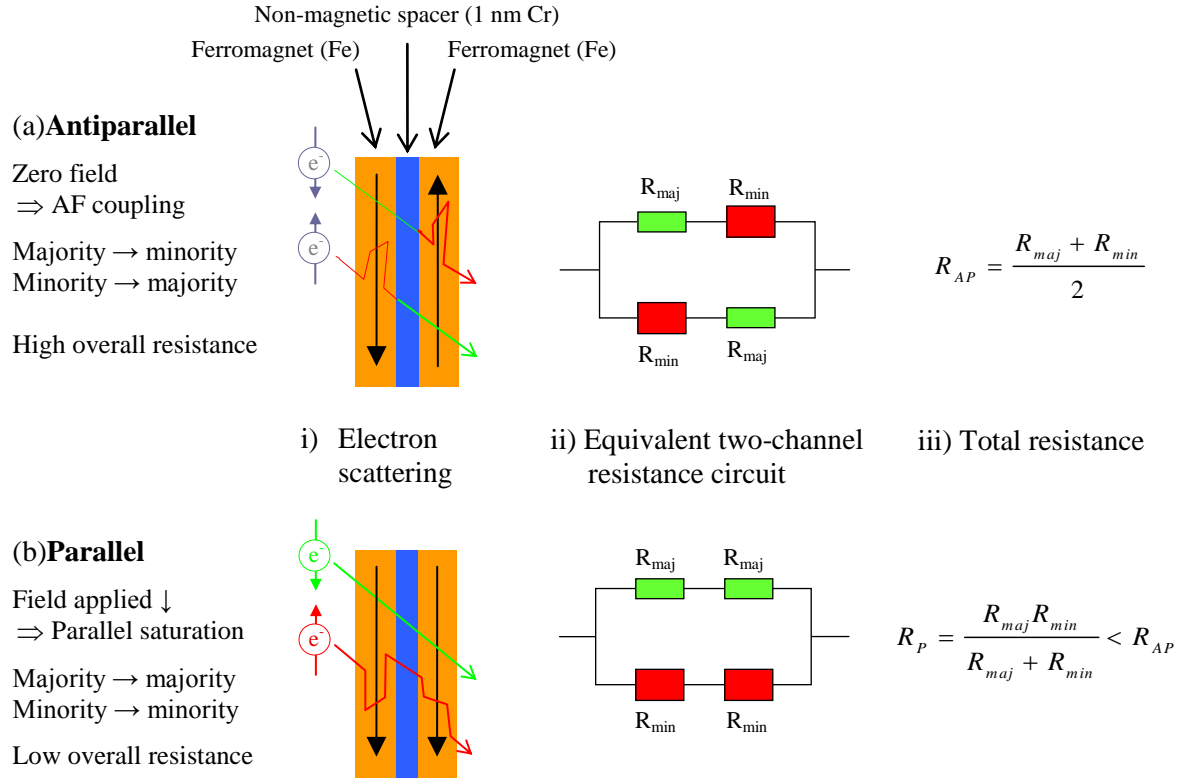 Non-magnetic spacer (1 nm Cr)
Ferromagnet (Fe)
Ferromagnet (Fe)
(a)Antiparallel
Zero field
⇒ AF coupling
Majority → minority
Minority → majority
High overall resistance
e-
e-
R_maj
R_min
R_min
R_maj
R_AP = (R_maj + R_min) / 2
i) Electron
scattering
ii) Equivalent two-channel
resistance circuit
iii) Total resistance
(b)Parallel
Field applied ↓
⇒ Parallel saturation
Majority → majority
Minority → minority
Low overall resistance
e-
e-
R_maj
R_maj
R_min
R_min
R_P = R_maj R_min / (R_maj + R_min) < R_AP